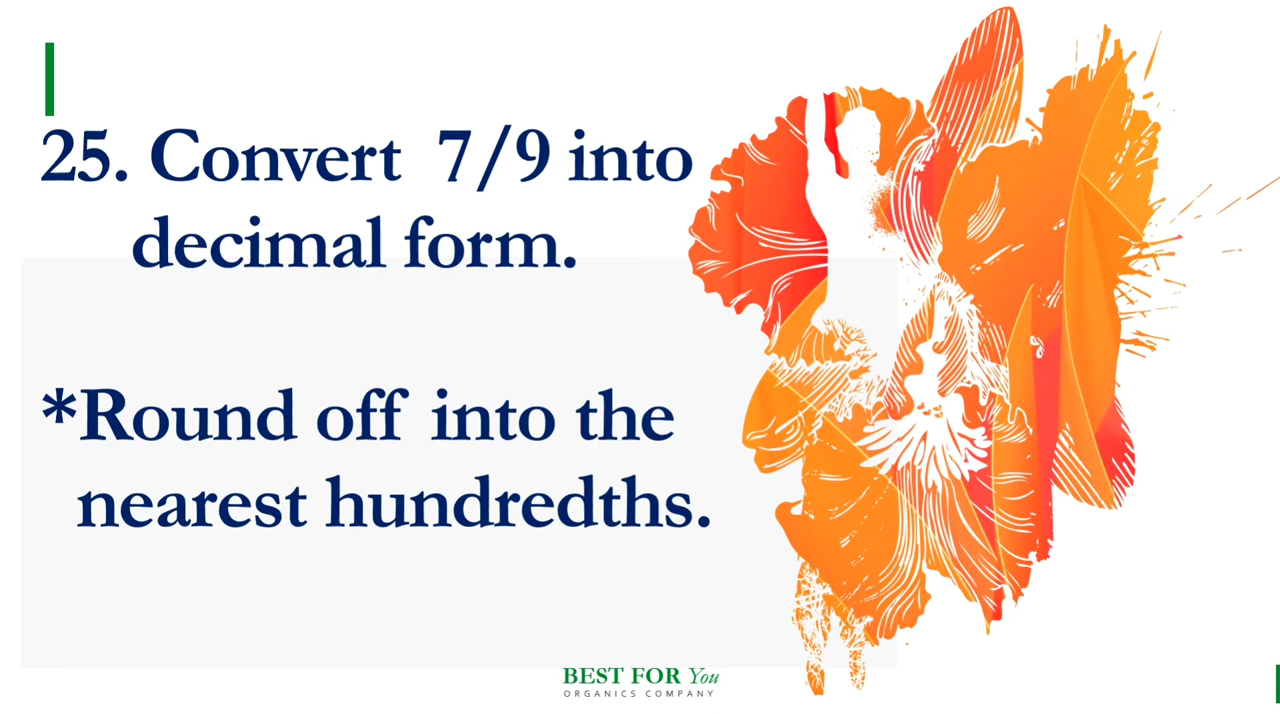 25. Convert 7/9 into
decimal form.
*Round off into the
nearest hundredths.
BEST FOR You
ORGANICS COMPANY